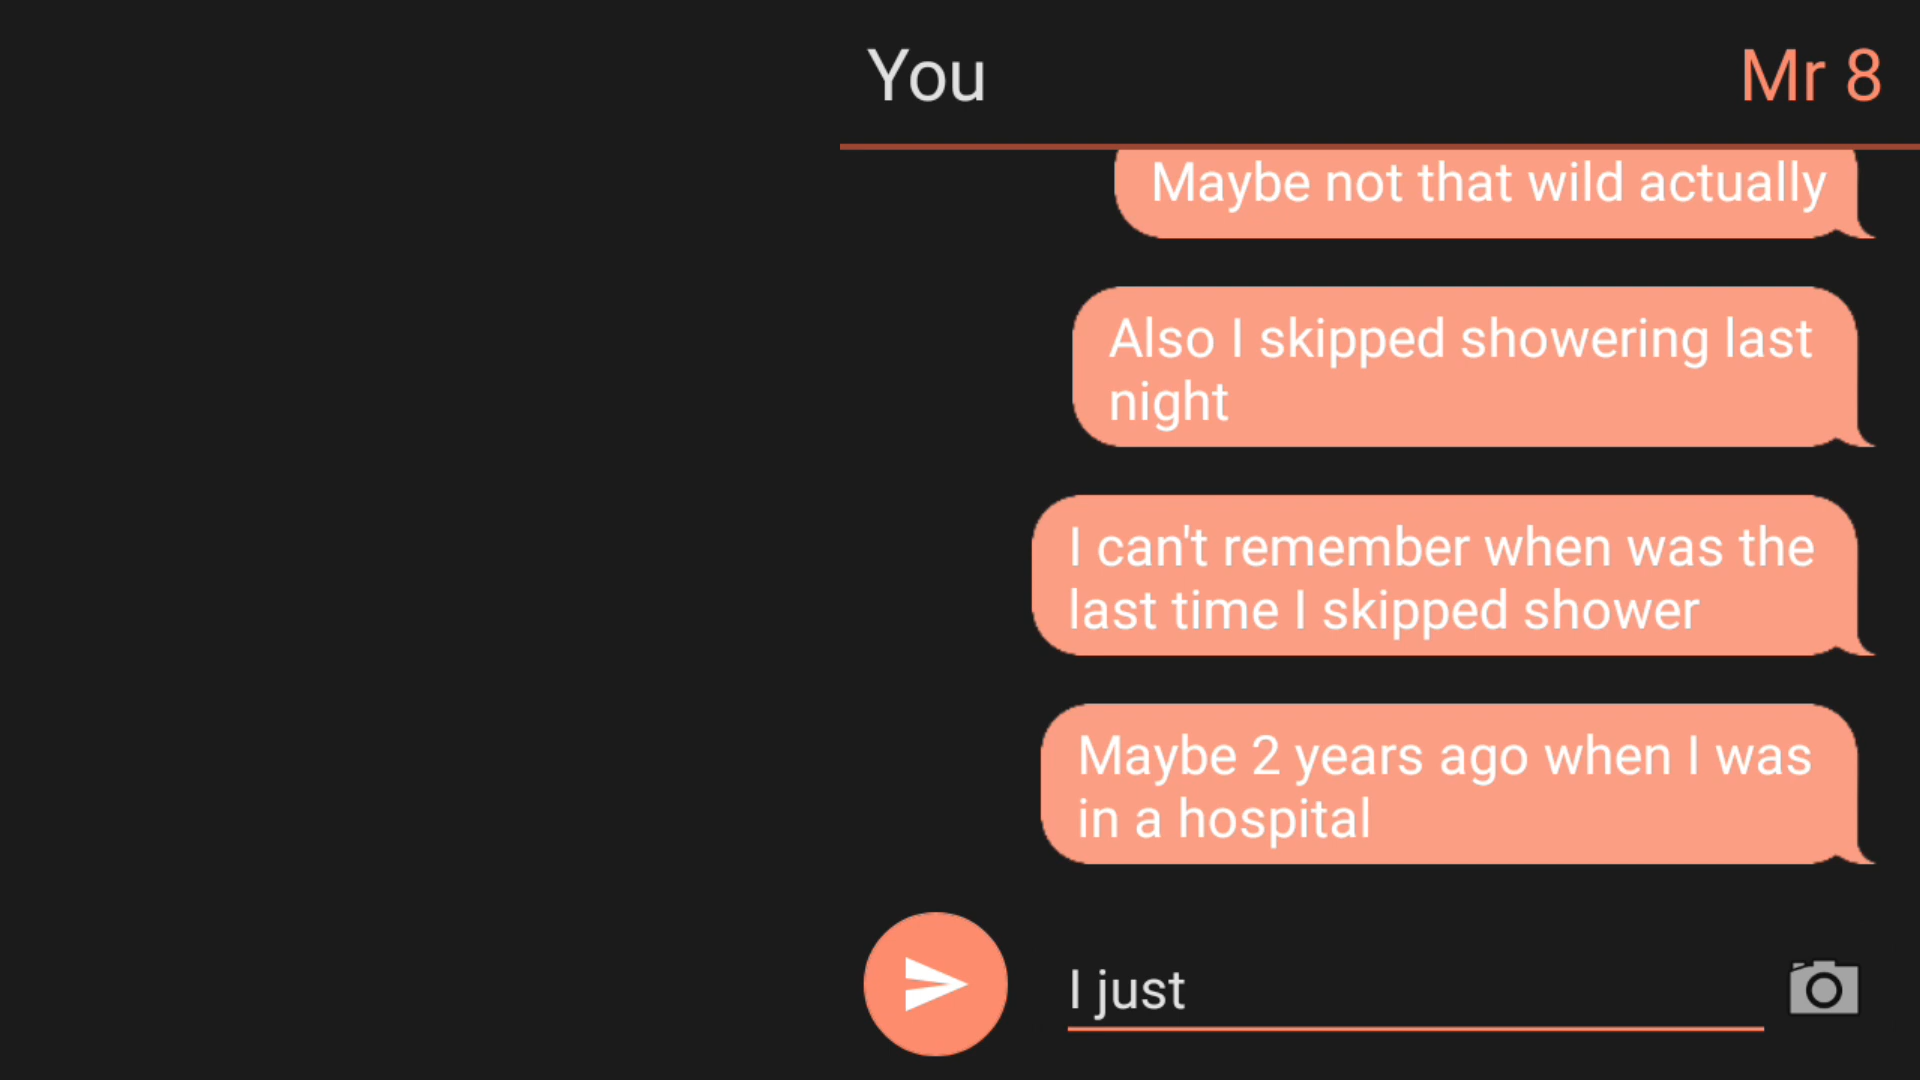 You
Mr 8
Maybe not that wild actually
Also I skipped showering last
night
I can't remember when was the
last time I skipped shower
Maybe 2 years ago when I was
in a hospital
I just